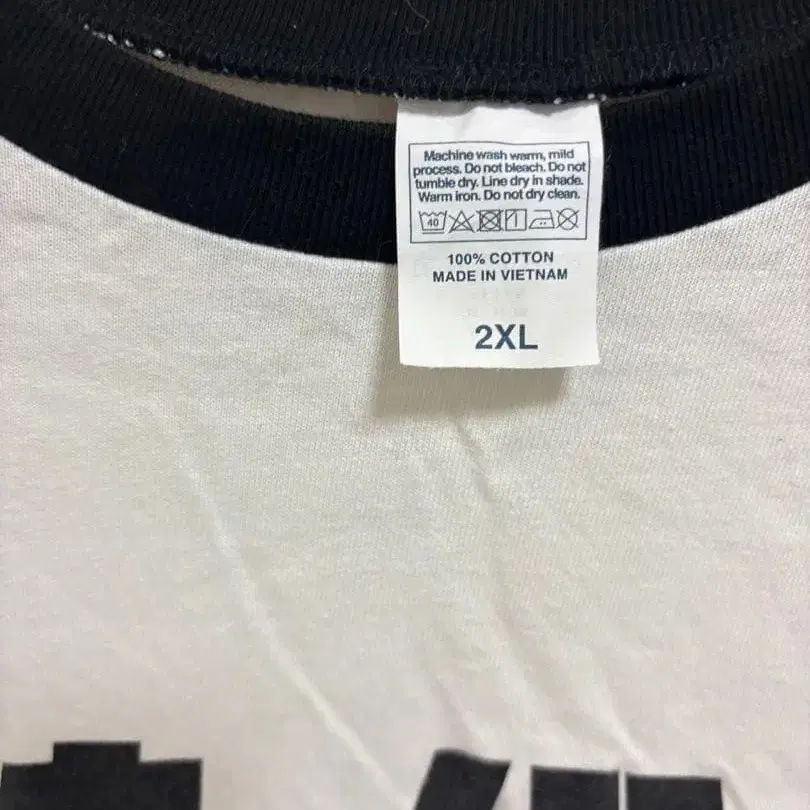 Machine wash warm, mild
process. Do not bleach. Do not
tumble dry. Line dry in shade.
Warm iron. Do not dry clean.
40
100% COTTON
MADE IN VIETNAM
2XL